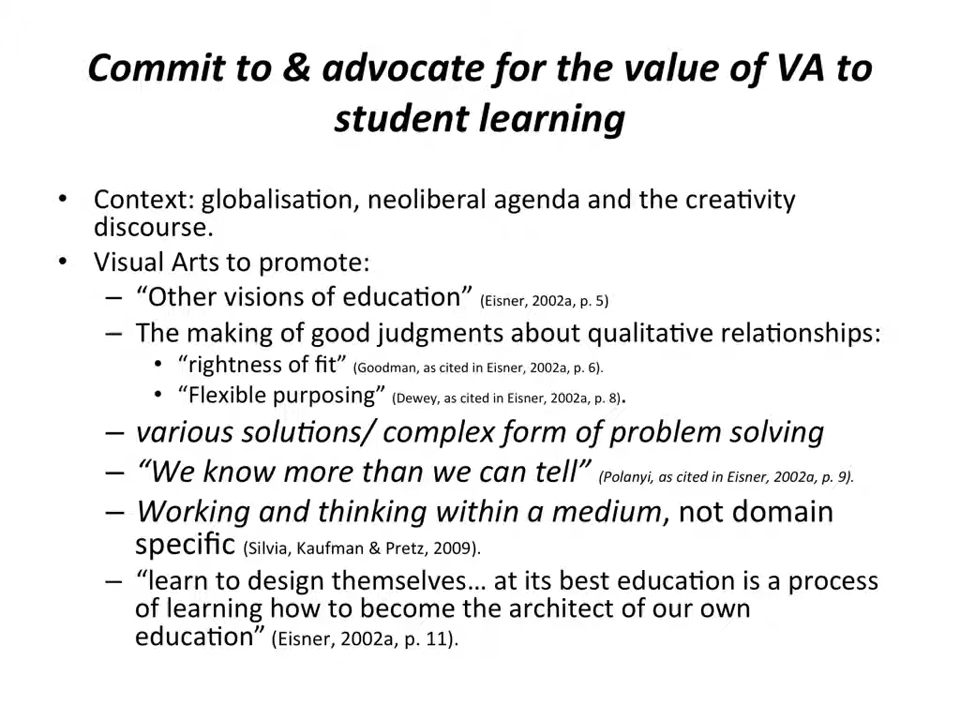 Commit to & advocate for the value of VA to
student learning
• Context: globalisation, neoliberal agenda and the creativity
discourse.
• Visual Arts to promote:
– “Other visions of education” (Eisner, 2002a, p. 5)
– The making of good judgments about qualitative relationships:
• “rightness of fit” (Goodman, as cited in Eisner, 2002a, p. 6).
• “Flexible purposing” (Dewey, as cited in Eisner, 2002a, p. 8).
– various solutions/ complex form of problem solving
– “We know more than we can tell” (Polanyi, as cited in Eisner, 2002a, p. 9).
– Working and thinking within a medium, not domain
specific (Silvia, Kaufman & Pretz, 2009).
– “learn to design themselves… at its best education is a process
of learning how to become the architect of our own
education” (Eisner, 2002a, p. 11).